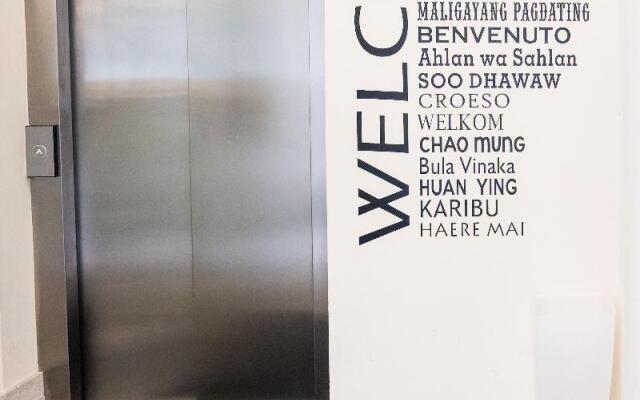 WELC
MALIGAYANG PAGDATING
BENVENUTO
Ahlan wa Sahlan
SOO DHAWAW
CROESO
WELKOM
CHAO MUNG
Bula Vinaka
HUAN YING
KARIBU
HAERE MAI